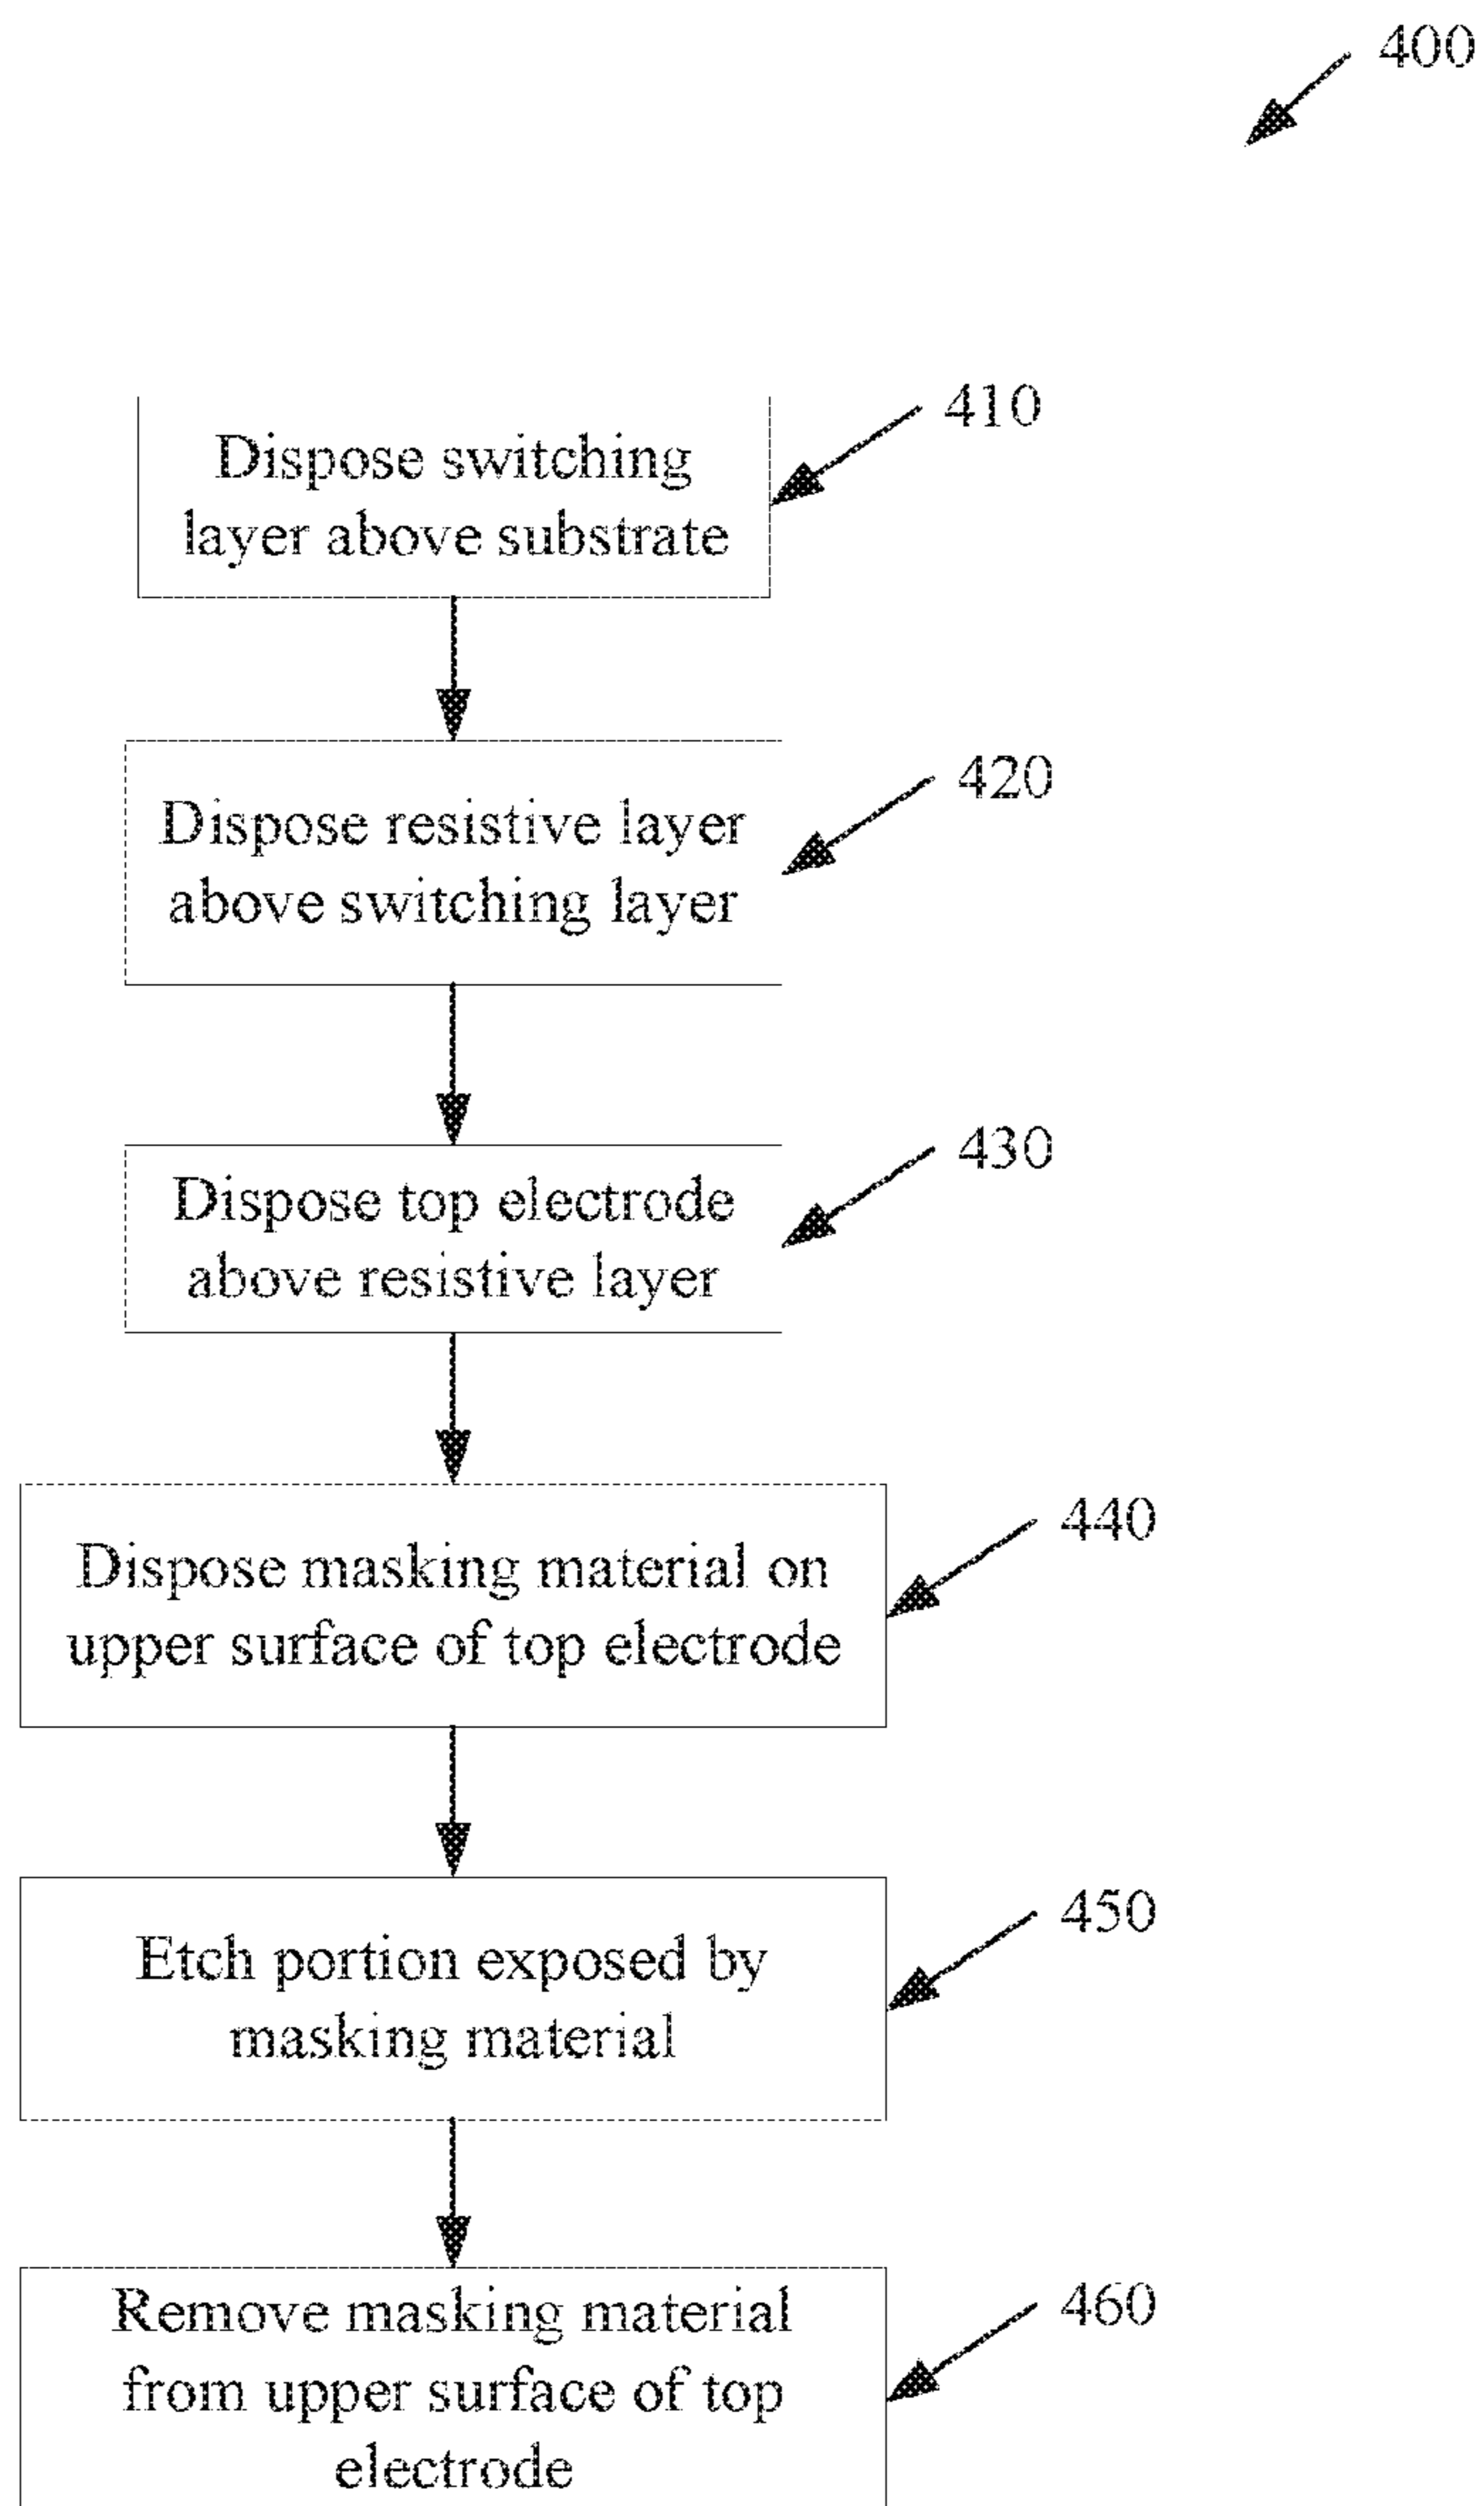 400
410
Dispose switching
layer above substrate
420
Dispose resistive layer
above switching layer
430
Dispose top electrode
above resistive layer
440
Dispose masking material on
upper surface of top electrode
450
Etch portion exposed by
masking material
460
Remove masking material
from upper surface of top
electrode